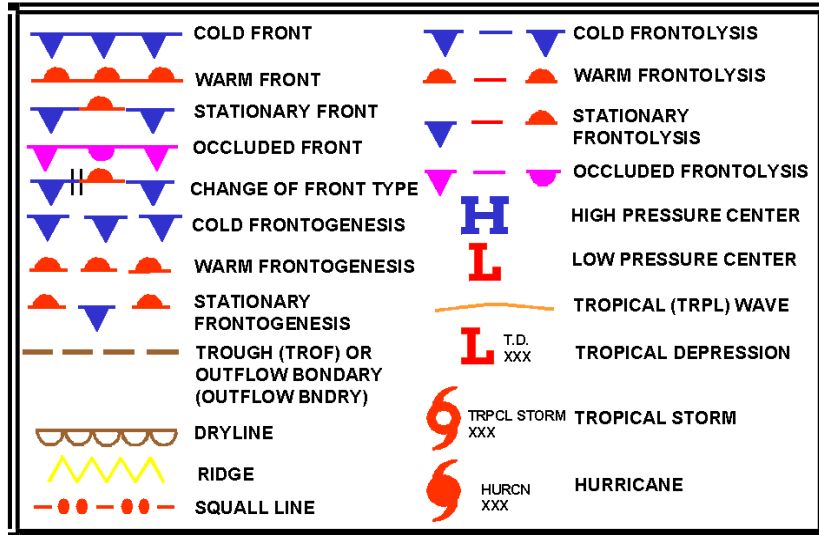 COLD FRONT
WARM FRONT
STATIONARY FRONT
OCCLUDED FRONT
CHANGE OF FRONT TYPE
COLD FRONTOGENESIS
WARM FRONTOGENESIS
STATIONARY
FRONTOGENESIS
TROUGH (TROF) OR
OUTFLOW BONDARY
(OUTFLOW BNDRY)
DRYLINE
RIDGE
SQUALL LINE
COLD FRONTOLYSIS
WARM FRONTOLYSIS
STATIONARY
FRONTOLYSIS
OCCLUDED FRONTOLYSIS
H HIGH PRESSURE CENTER
L LOW PRESSURE CENTER
TROPICAL (TRPL) WAVE
L T.D.
XXX
TROPICAL DEPRESSION
TRPCL STORM
XXX
TROPICAL STORM
HURCN
XXX
HURRICANE